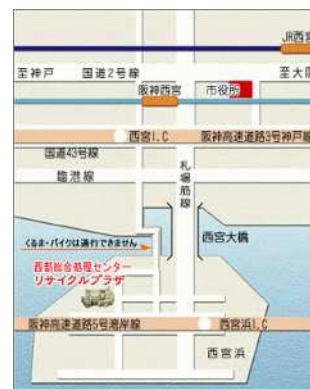 JR西宮
至神戸 国道2号線 至大阪
阪神西宮 市役所
西宮I.C 阪神高速道路3号神戸線
国道43号線
札場筋線
臨港線
西宮大橋
くるま・バイクは通行できません
西部総合処理センター
リサイクルプラザ
阪神高速道路5号湾岸線 西宮浜I.C
西宮浜